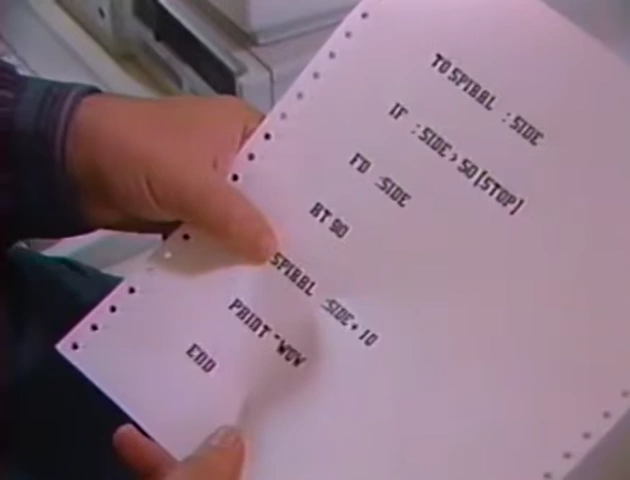 TO SPIRAL :SIDE
IF :SIDE > 50[STOP]
FD :SIDE
RT 90
SPIRAL :SIDE + 10
PRINT "WOW
END